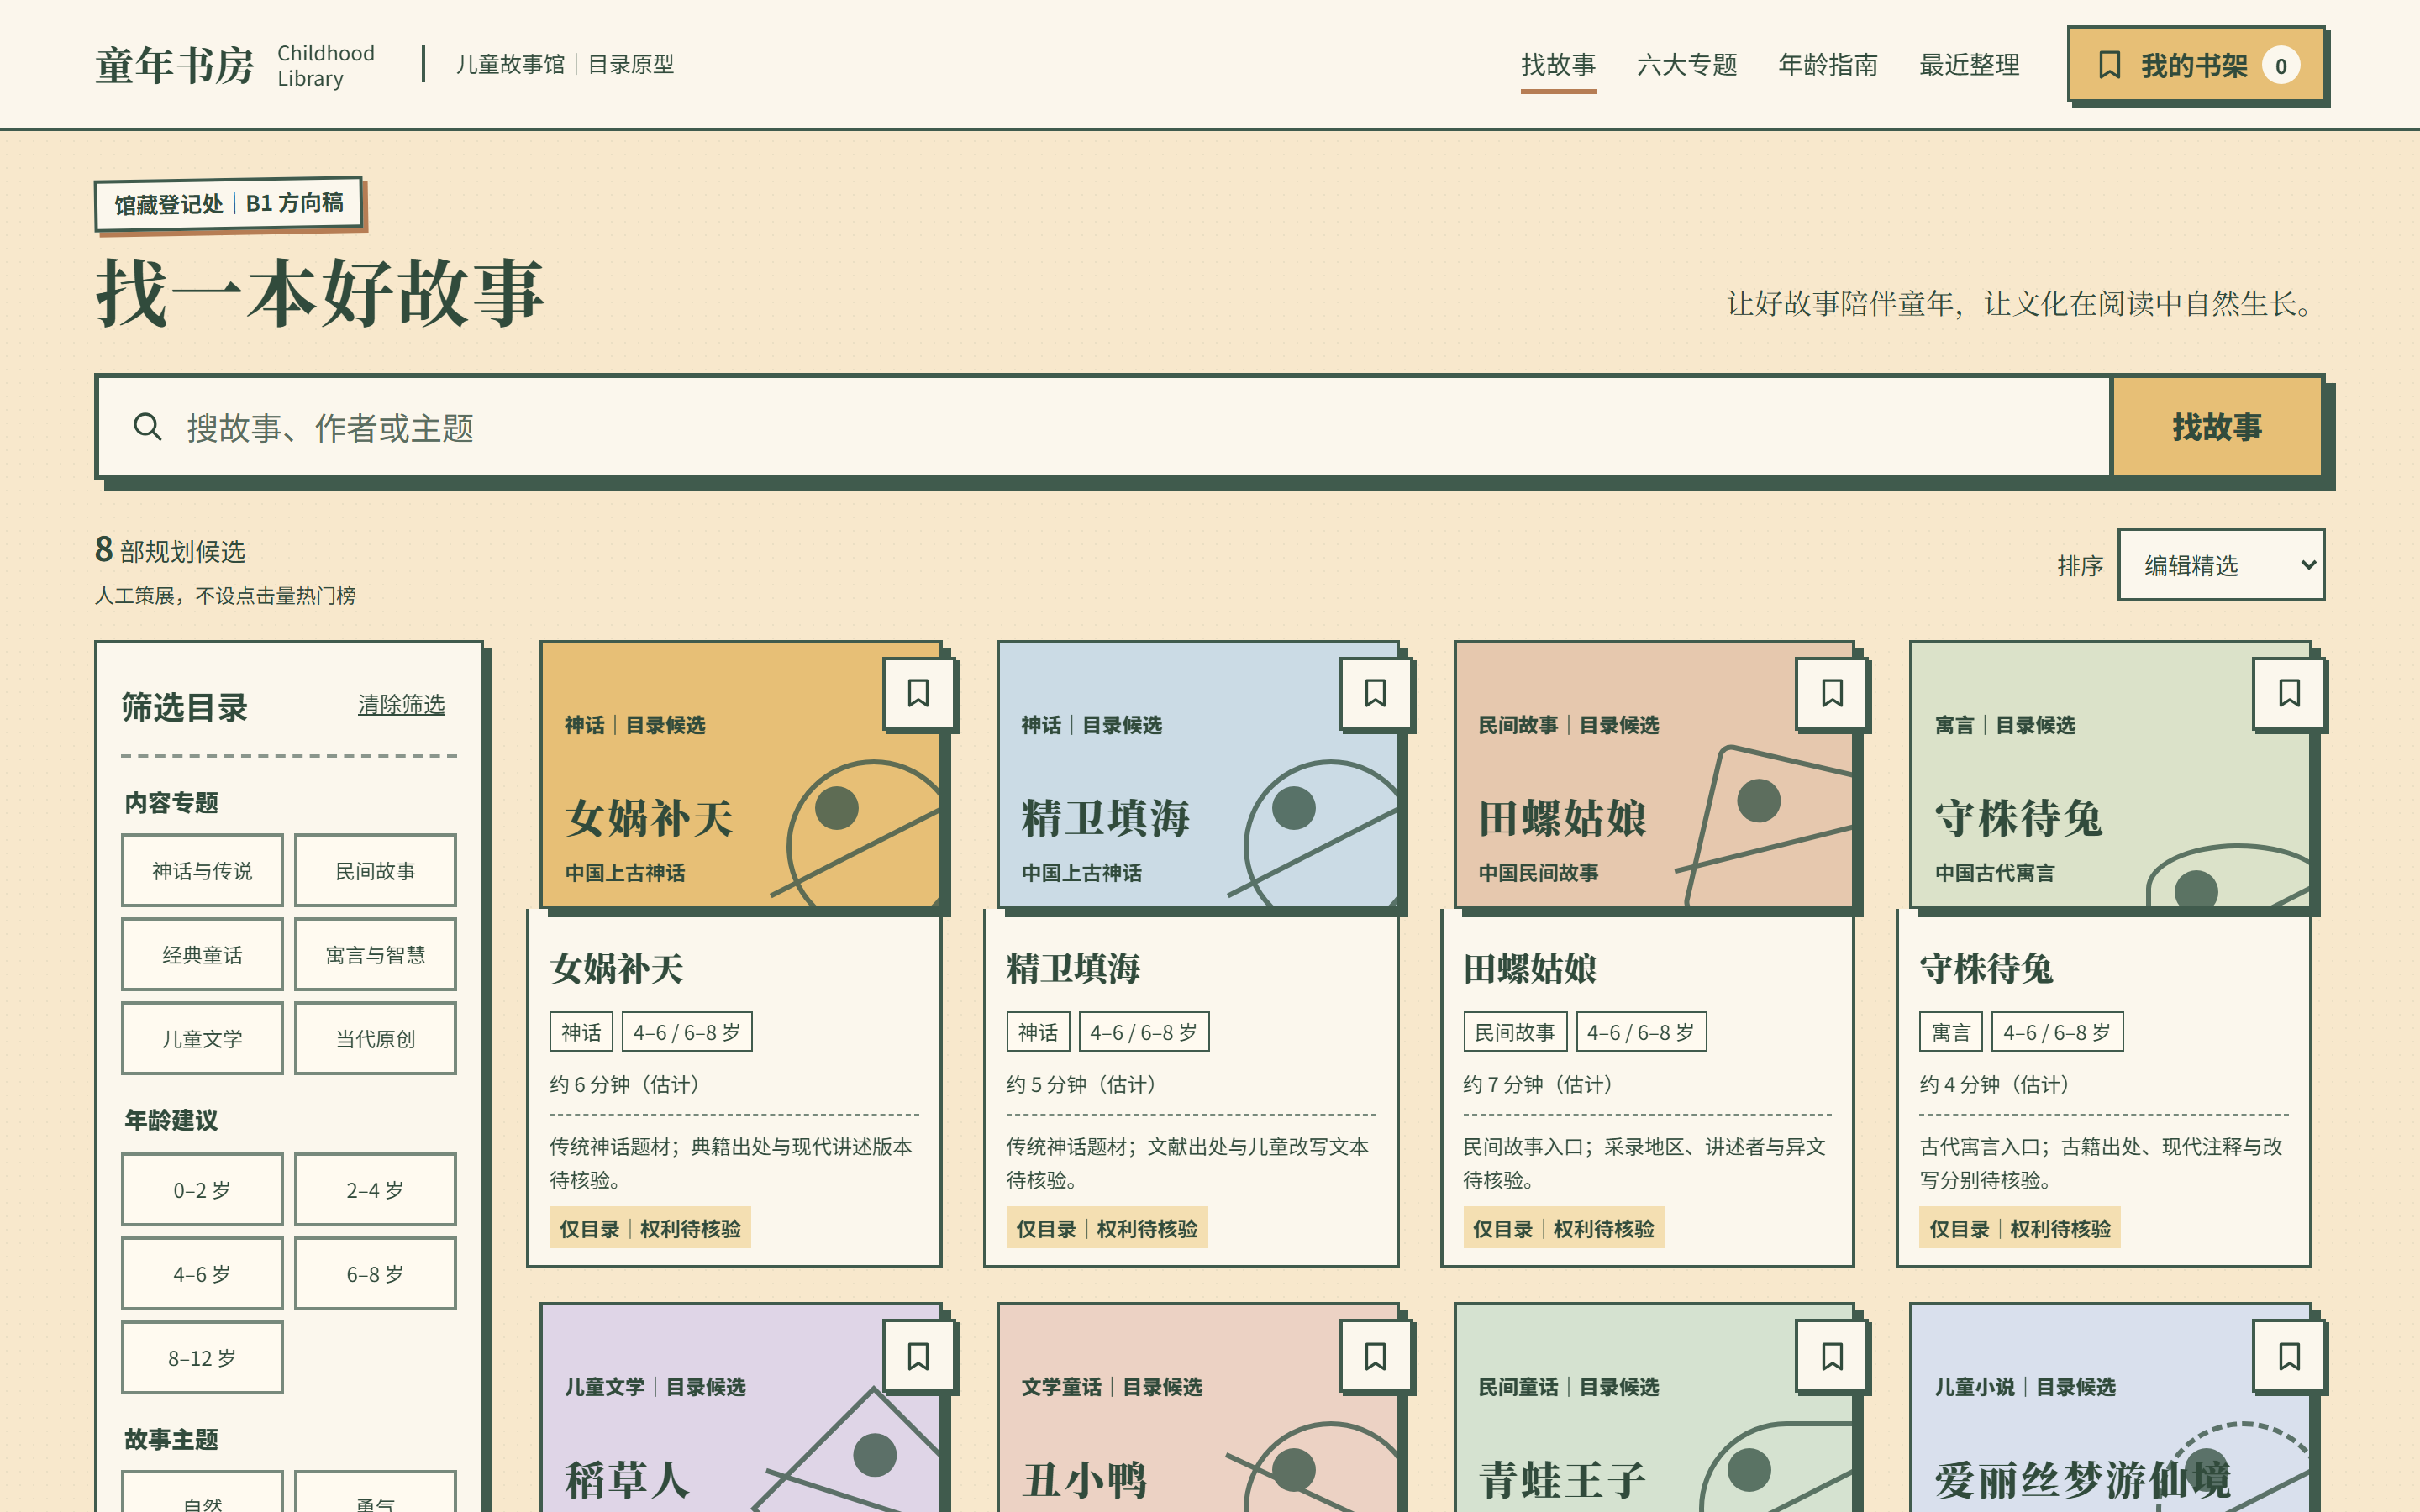 童年书房
Childhood
Library
儿童故事馆｜目录原型
找故事
六大专题
年龄指南
最近整理
我的书架 0
馆藏登记处｜B1 方向稿
找一本好故事
让好故事陪伴童年，让文化在阅读中自然生长。
搜故事、作者或主题
找故事
8 部规划候选
人工策展，不设点击量热门榜
排序
编辑精选
筛选目录
清除筛选
内容专题
神话与传说
民间故事
经典童话
寓言与智慧
儿童文学
当代原创
年龄建议
0–2 岁
2–4 岁
4–6 岁
6–8 岁
8–12 岁
故事主题
自然
勇气
神话｜目录候选
女娲补天
中国上古神话
女娲补天
神话
4–6 / 6–8 岁
约 6 分钟（估计）
传统神话题材；典籍出处与现代讲述版本
待核验。
仅目录｜权利待核验
神话｜目录候选
精卫填海
中国上古神话
精卫填海
神话
4–6 / 6–8 岁
约 5 分钟（估计）
传统神话题材；文献出处与儿童改写文本
待核验。
仅目录｜权利待核验
民间故事｜目录候选
田螺姑娘
中国民间故事
田螺姑娘
民间故事
4–6 / 6–8 岁
约 7 分钟（估计）
民间故事入口；采录地区、讲述者与异文
待核验。
仅目录｜权利待核验
寓言｜目录候选
守株待兔
中国古代寓言
守株待兔
寓言
4–6 / 6–8 岁
约 4 分钟（估计）
古代寓言入口；古籍出处、现代注释与改
写分别待核验。
仅目录｜权利待核验
儿童文学｜目录候选
稻草人
文学童话｜目录候选
丑小鸭
民间童话｜目录候选
青蛙王子
儿童小说｜目录候选
爱丽丝梦游仙境